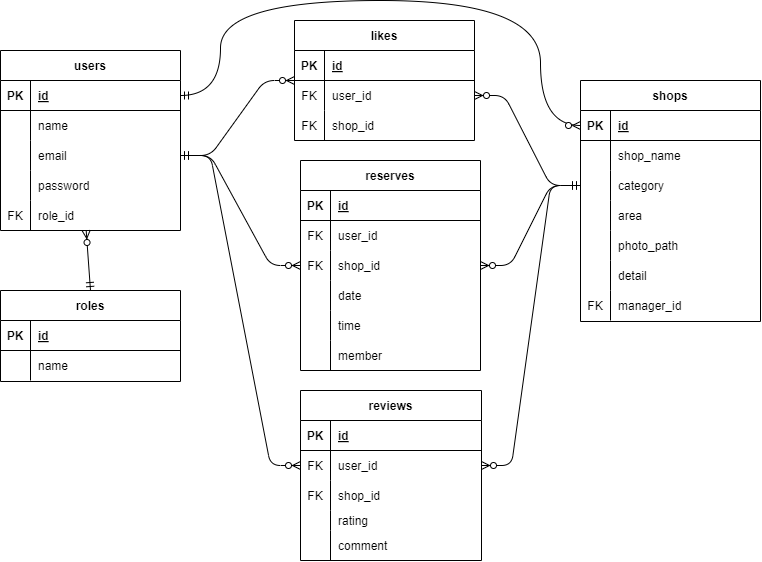 users
PK id
name
email
password
FK role_id
roles
PK id
name
likes
PK id
FK user_id
FK shop_id
reserves
PK id
FK user_id
FK shop_id
date
time
member
reviews
PK id
FK user_id
FK shop_id
rating
comment
shops
PK id
shop_name
category
area
photo_path
detail
FK manager_id